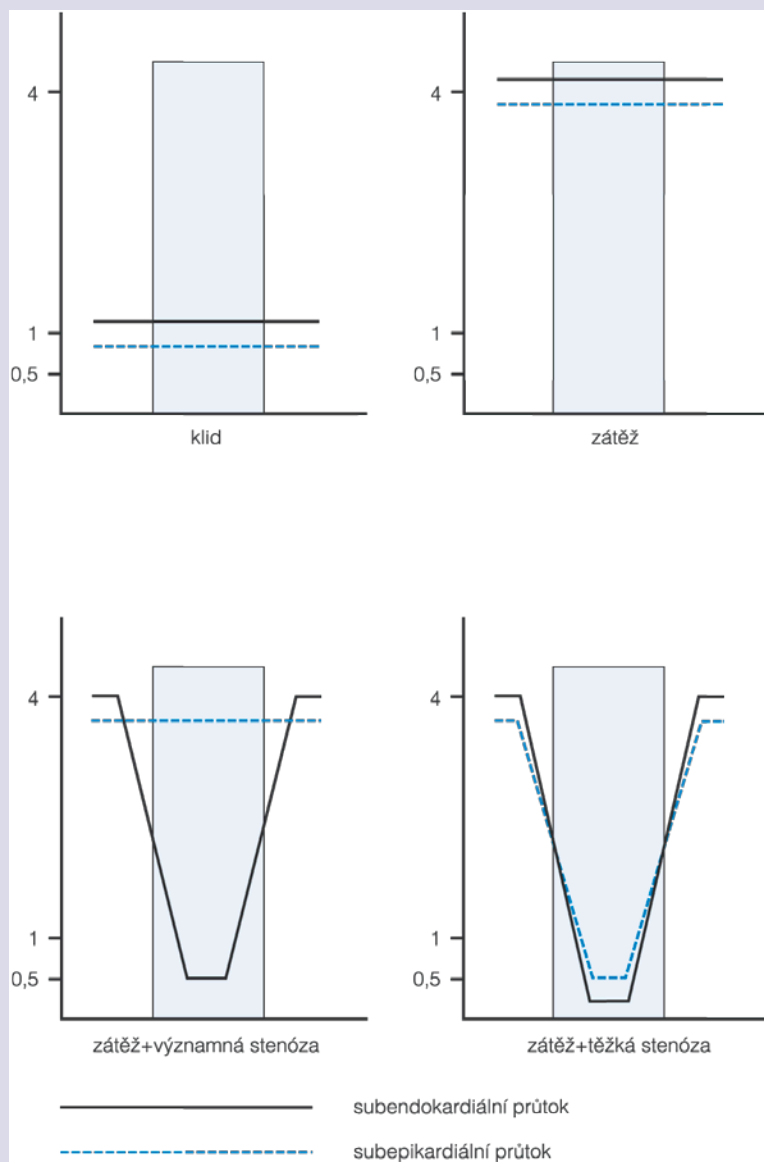 4
1
0,5
klid
4
1
0,5
zátěž
4
1
0,5
zátěž+významná stenóza
4
1
0,5
zátěž+těžká stenóza
subendokardiální průtok
subepikardiální průtok